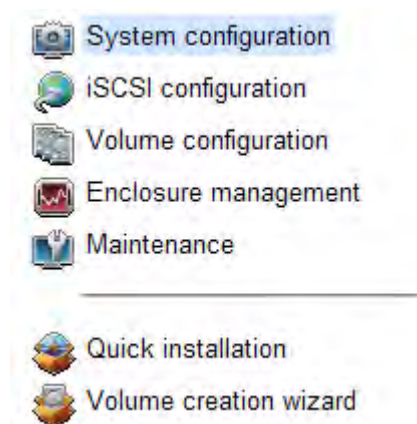 System configuration
iSCSI configuration
Volume configuration
Enclosure management
Maintenance
Quick installation
Volume creation wizard